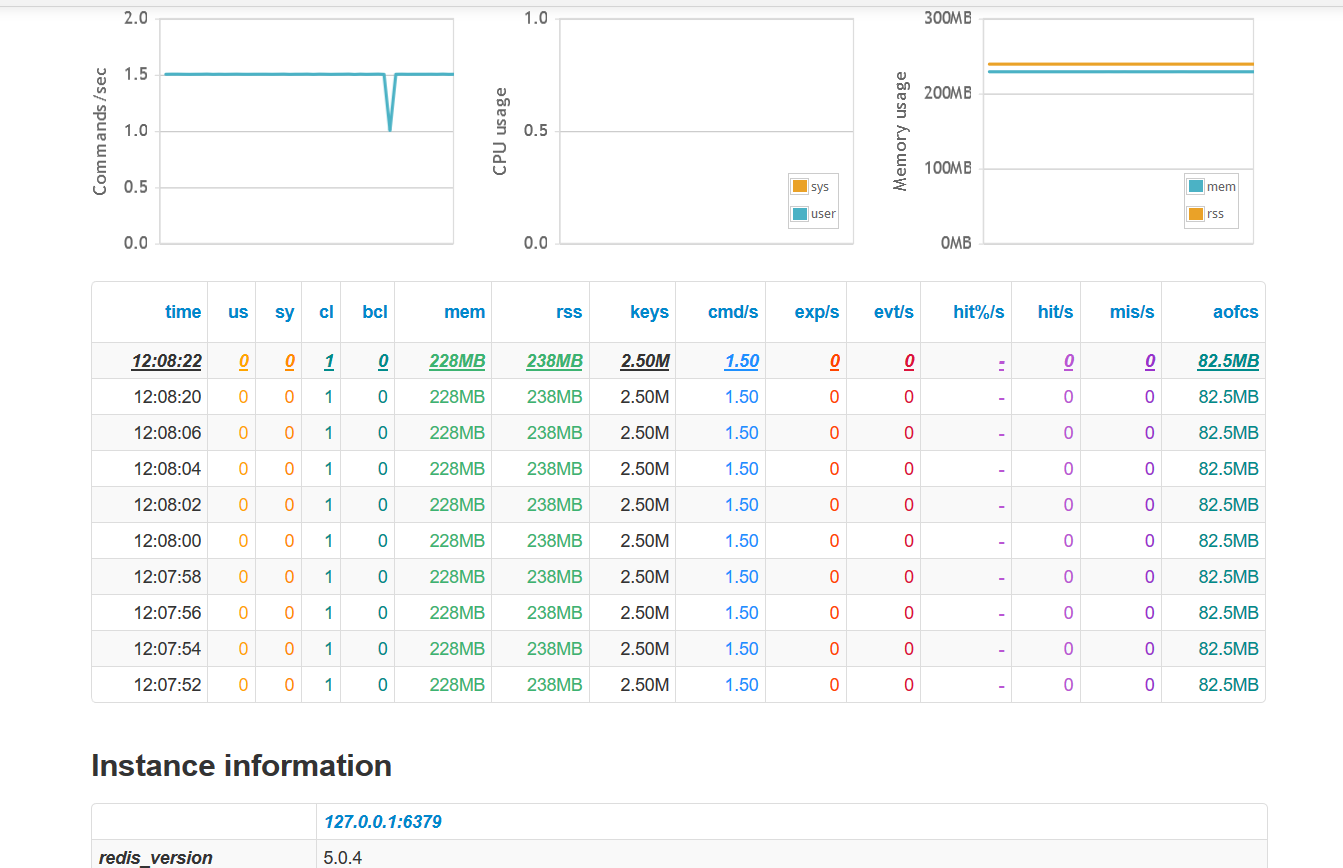 2.0
1.5
1.0
0.5
0.0
Commands/sec
1.0
0.5
0.0
CPU usage
sys
user
300MB
200MB
100MB
0MB
Memory usage
mem
rss
time us sy cl bcl mem rss keys cmd/s exp/s evt/s hit%/s hit/s mis/s aofcs
12:08:22 0 0 1 0 228MB 238MB 2.50M 1.50 0 0 - 0 0 82.5MB
12:08:20 0 0 1 0 228MB 238MB 2.50M 1.50 0 0 - 0 0 82.5MB
12:08:06 0 0 1 0 228MB 238MB 2.50M 1.50 0 0 - 0 0 82.5MB
12:08:04 0 0 1 0 228MB 238MB 2.50M 1.50 0 0 - 0 0 82.5MB
12:08:02 0 0 1 0 228MB 238MB 2.50M 1.50 0 0 - 0 0 82.5MB
12:08:00 0 0 1 0 228MB 238MB 2.50M 1.50 0 0 - 0 0 82.5MB
12:07:58 0 0 1 0 228MB 238MB 2.50M 1.50 0 0 - 0 0 82.5MB
12:07:56 0 0 1 0 228MB 238MB 2.50M 1.50 0 0 - 0 0 82.5MB
12:07:54 0 0 1 0 228MB 238MB 2.50M 1.50 0 0 - 0 0 82.5MB
12:07:52 0 0 1 0 228MB 238MB 2.50M 1.50 0 0 - 0 0 82.5MB
Instance information
127.0.0.1:6379
redis_version 5.0.4